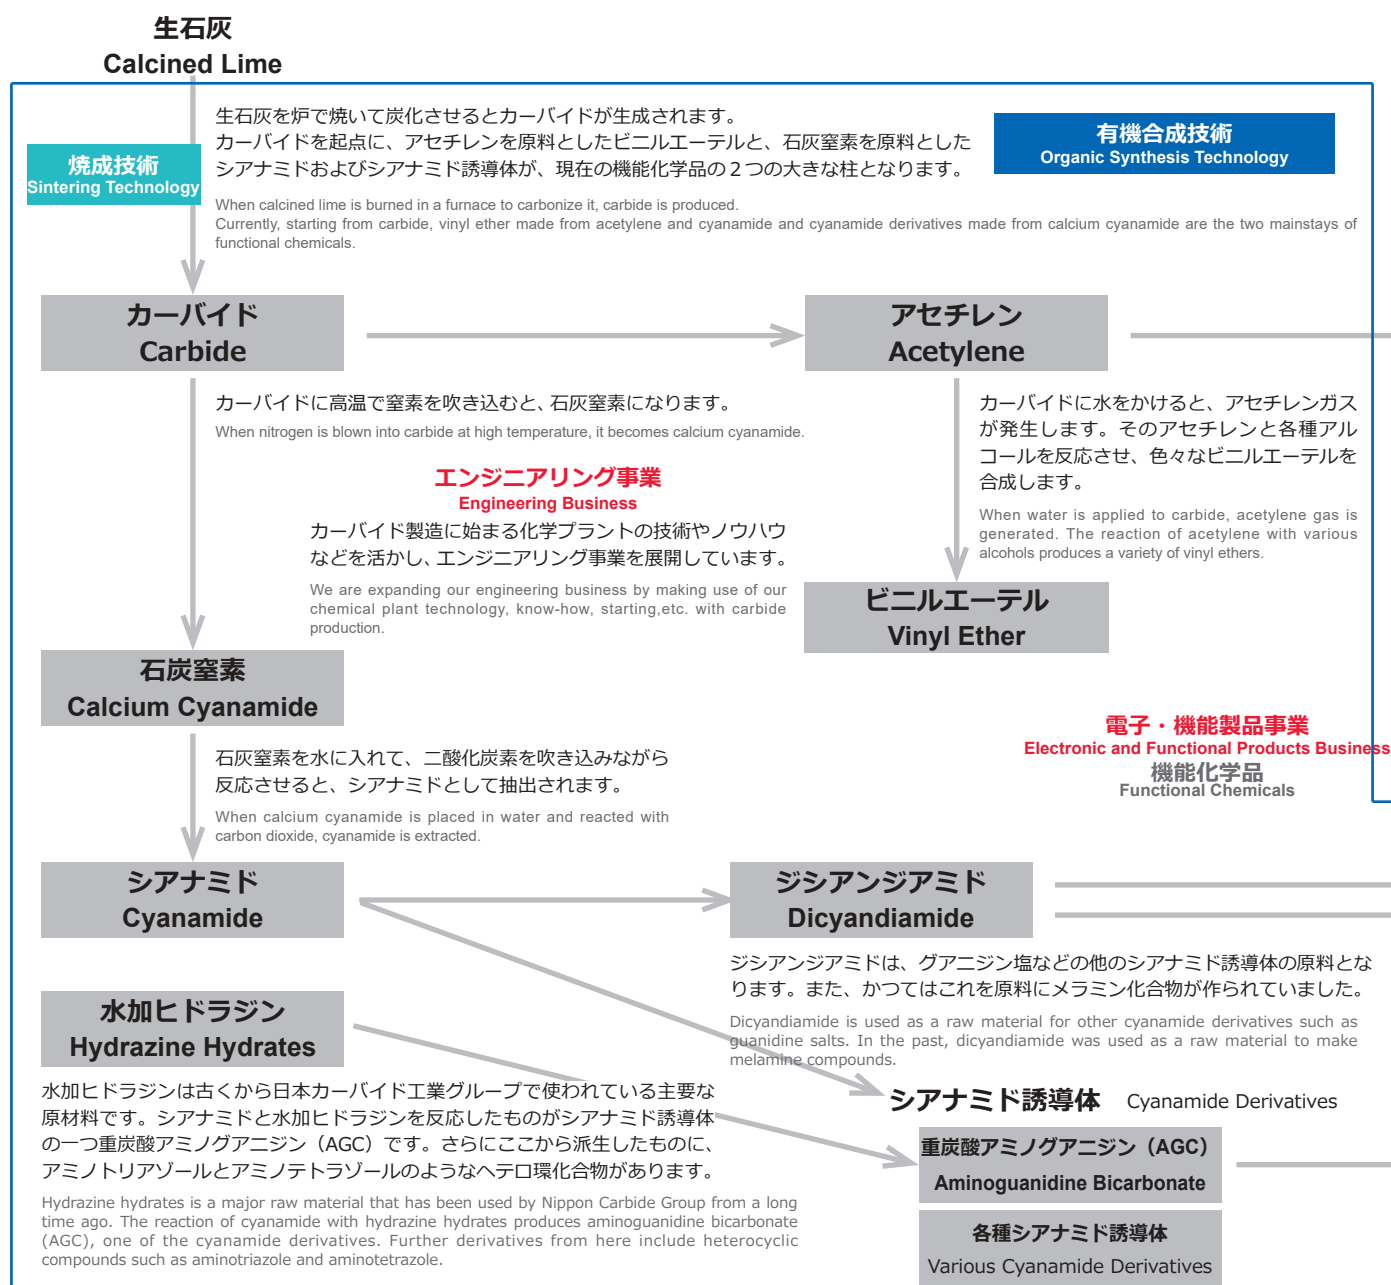 生石灰
Calcined Lime
生石灰を炉で焼いて炭化させるとカーバイドが生成されます。
カーバイドを起点に、アセチレンを原料としたビニルエーテルと、石灰窒素を原料とした
シアナミドおよびシアナミド誘導体が、現在の機能化学品の２つの大きな柱となります。
When calcined lime is burned in a furnace to carbonize it, carbide is produced.
Currently, starting from carbide, vinyl ether made from acetylene and cyanamide and cyanamide derivatives made from calcium cyanamide are the two mainstays of
functional chemicals.
焼成技術
Sintering Technology
有機合成技術
Organic Synthesis Technology
カーバイド
Carbide
アセチレン
Acetylene
カーバイドに高温で窒素を吹き込むと、石灰窒素になります。
When nitrogen is blown into carbide at high temperature, it becomes calcium cyanamide.
カーバイドに水をかけると、アセチレンガス
が発生します。そのアセチレンと各種アル
コールを反応させ、色々なビニルエーテルを
合成します。
When water is applied to carbide, acetylene gas is
generated. The reaction of acetylene with various
alcohols produces a variety of vinyl ethers.
エンジニアリング事業
Engineering Business
カーバイド製造に始まる化学プラントの技術やノウハウ
などを活かし、エンジニアリング事業を展開しています。
We are expanding our engineering business by making use of our
chemical plant technology, know-how, starting,etc. with carbide
production.
ビニルエーテル
Vinyl Ether
石炭窒素
Calcium Cyanamide
電子・機能製品事業
Electronic and Functional Products Business
機能化学品
Functional Chemicals
石灰窒素を水に入れて、二酸化炭素を吹き込みながら
反応させると、シアナミドとして抽出されます。
When calcium cyanamide is placed in water and reacted with
carbon dioxide, cyanamide is extracted.
シアナミド
Cyanamide
ジシアンジアミド
Dicyandiamide
ジシアンジアミドは、グアニジン塩などの他のシアナミド誘導体の原料とな
ります。また、かつてはこれを原料にメラミン化合物が作られていました。
Dicyandiamide is used as a raw material for other cyanamide derivatives such as
guanidine salts. In the past, dicyandiamide was used as a raw material to make
melamine compounds.
水加ヒドラジン
Hydrazine Hydrates
水加ヒドラジンは古くから日本カーバイド工業グループで使われている主要な
原材料です。シアナミドと水加ヒドラジンを反応したものがシアナミド誘導体
の一つ重炭酸アミノグアニジン（AGC）です。さらにここから派生したものに、
アミノトリアゾールとアミノテトラゾールのようなヘテロ環化合物があります。
Hydrazine hydrates is a major raw material that has been used by Nippon Carbide Group from a long
time ago. The reaction of cyanamide with hydrazine hydrates produces aminoguanidine bicarbonate
(AGC), one of the cyanamide derivatives. Further derivatives from here include heterocyclic
compounds such as aminotriazole and aminotetrazole.
シアナミド誘導体 Cyanamide Derivatives
重炭酸アミノグアニジン（AGC）
Aminoguanidine Bicarbonate
各種シアナミド誘導体
Various Cyanamide Derivatives